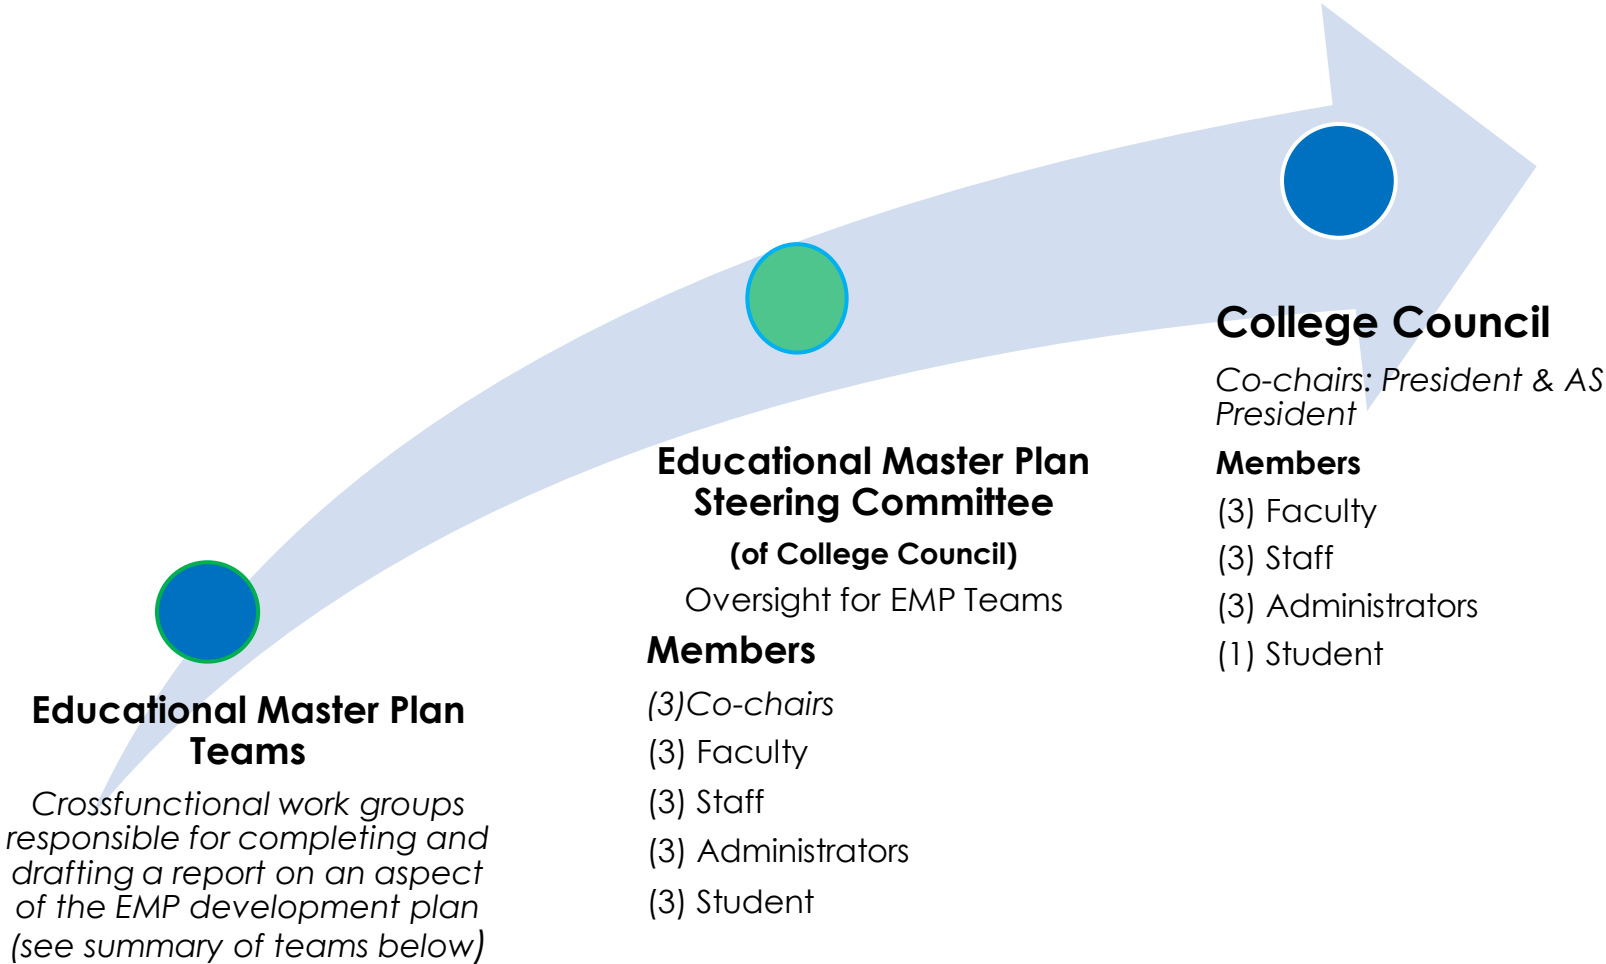 Educational Master Plan
Teams
Crossfunctional work groups
responsible for completing and
drafting a report on an aspect
of the EMP development plan
(see summary of teams below)
Educational Master Plan
Steering Committee
(of College Council)
Oversight for EMP Teams
Members
(3)Co-chairs
(3) Faculty
(3) Staff
(3) Administrators
(3) Student
College Council
Co-chairs: President & AS
President
Members
(3) Faculty
(3) Staff
(3) Administrators
(1) Student